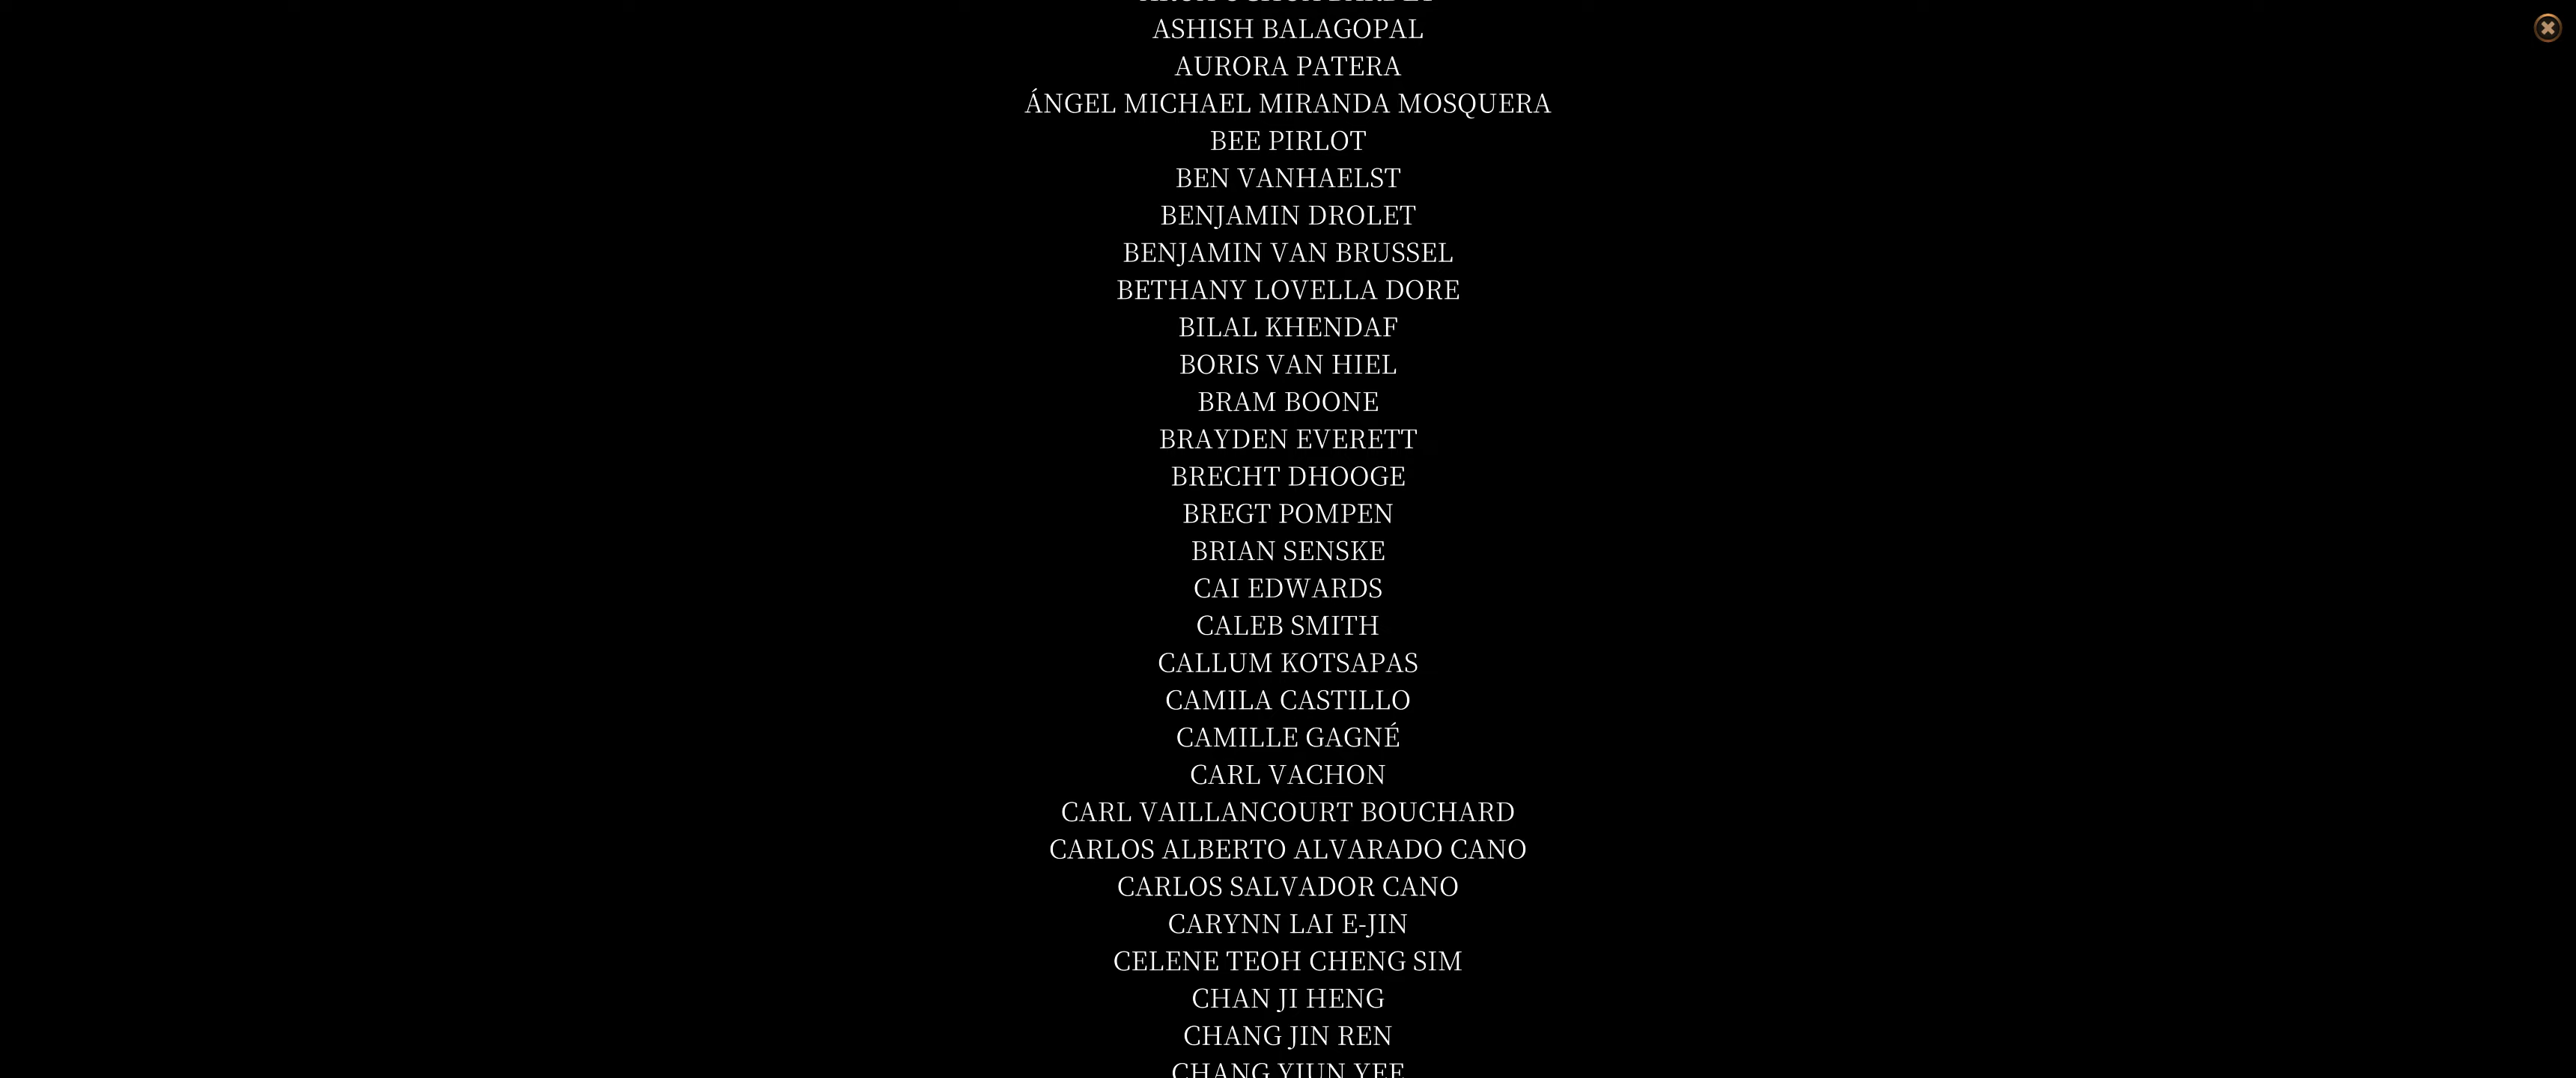 ASHISH BALAGOPAL
AURORA PATERA
ÁNGEL MICHAEL MIRANDA MOSQUERA
BEE PIRLOT
BEN VANHAELST
BENJAMIN DROLET
BENJAMIN VAN BRUSSEL
BETHANY LOVELLA DORE
BILAL KHENDAF
BORIS VAN HIEL
BRAM BOONE
BRAYDEN EVERETT
BRECHT DHOOGE
BREGT POMPEN
BRIAN SENSKE
CAI EDWARDS
CALEB SMITH
CALLUM KOTSAPAS
CAMILA CASTILLO
CAMILLE GAGNÉ
CARL VACHON
CARL VAILLANCOURT BOUCHARD
CARLOS ALBERTO ALVARADO CANO
CARLOS SALVADOR CANO
CARYNN LAI E-JIN
CELENE TEOH CHENG SIM
CHAN JI HENG
CHANG JIN REN
CHANG YIUN YEE